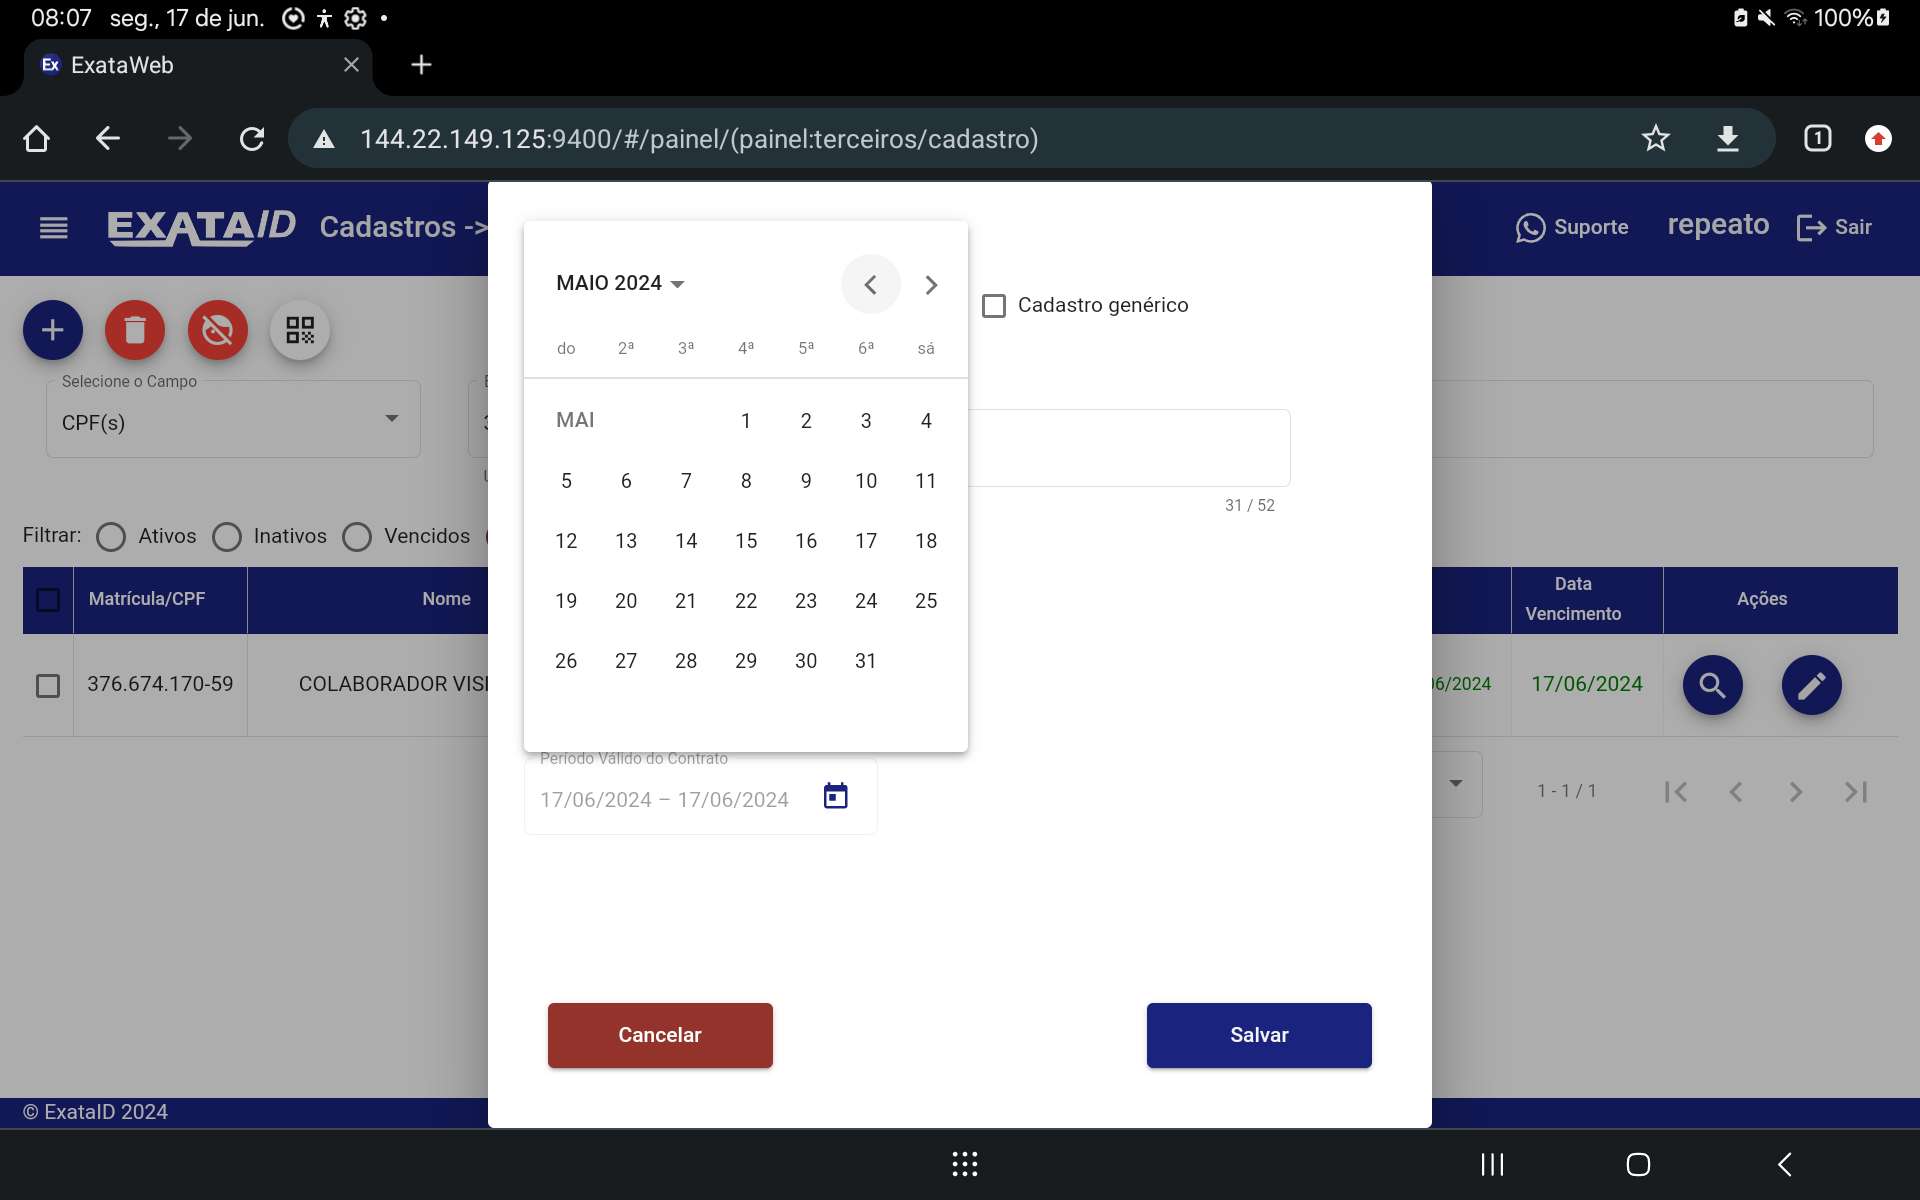 08:07 seg., 17 de jun. 100%
Ex ExataWeb
144.22.149.125:9400/#/painel/(painel:terceiros/cadastro) 1
EXATAID Cadastros -> Suporte repeato Sair
MAIO 2024
Cadastro genérico
do 2ª 3ª 4ª 5ª 6ª sá
Selecione o Campo
CPF(s)
MAI 1 2 3 4
5 6 7 8 9 10 11
31 / 52
Filtrar: Ativos Inativos Vencidos
12 13 14 15 16 17 18
Matrícula/CPF Nome Data Vencimento Ações
19 20 21 22 23 24 25
26 27 28 29 30 31
376.674.170-59 COLABORADOR VISI 06/2024 17/06/2024
Período Válido do Contrato
17/06/2024 – 17/06/2024
1 - 1 / 1
Cancelar Salvar
© ExataID 2024